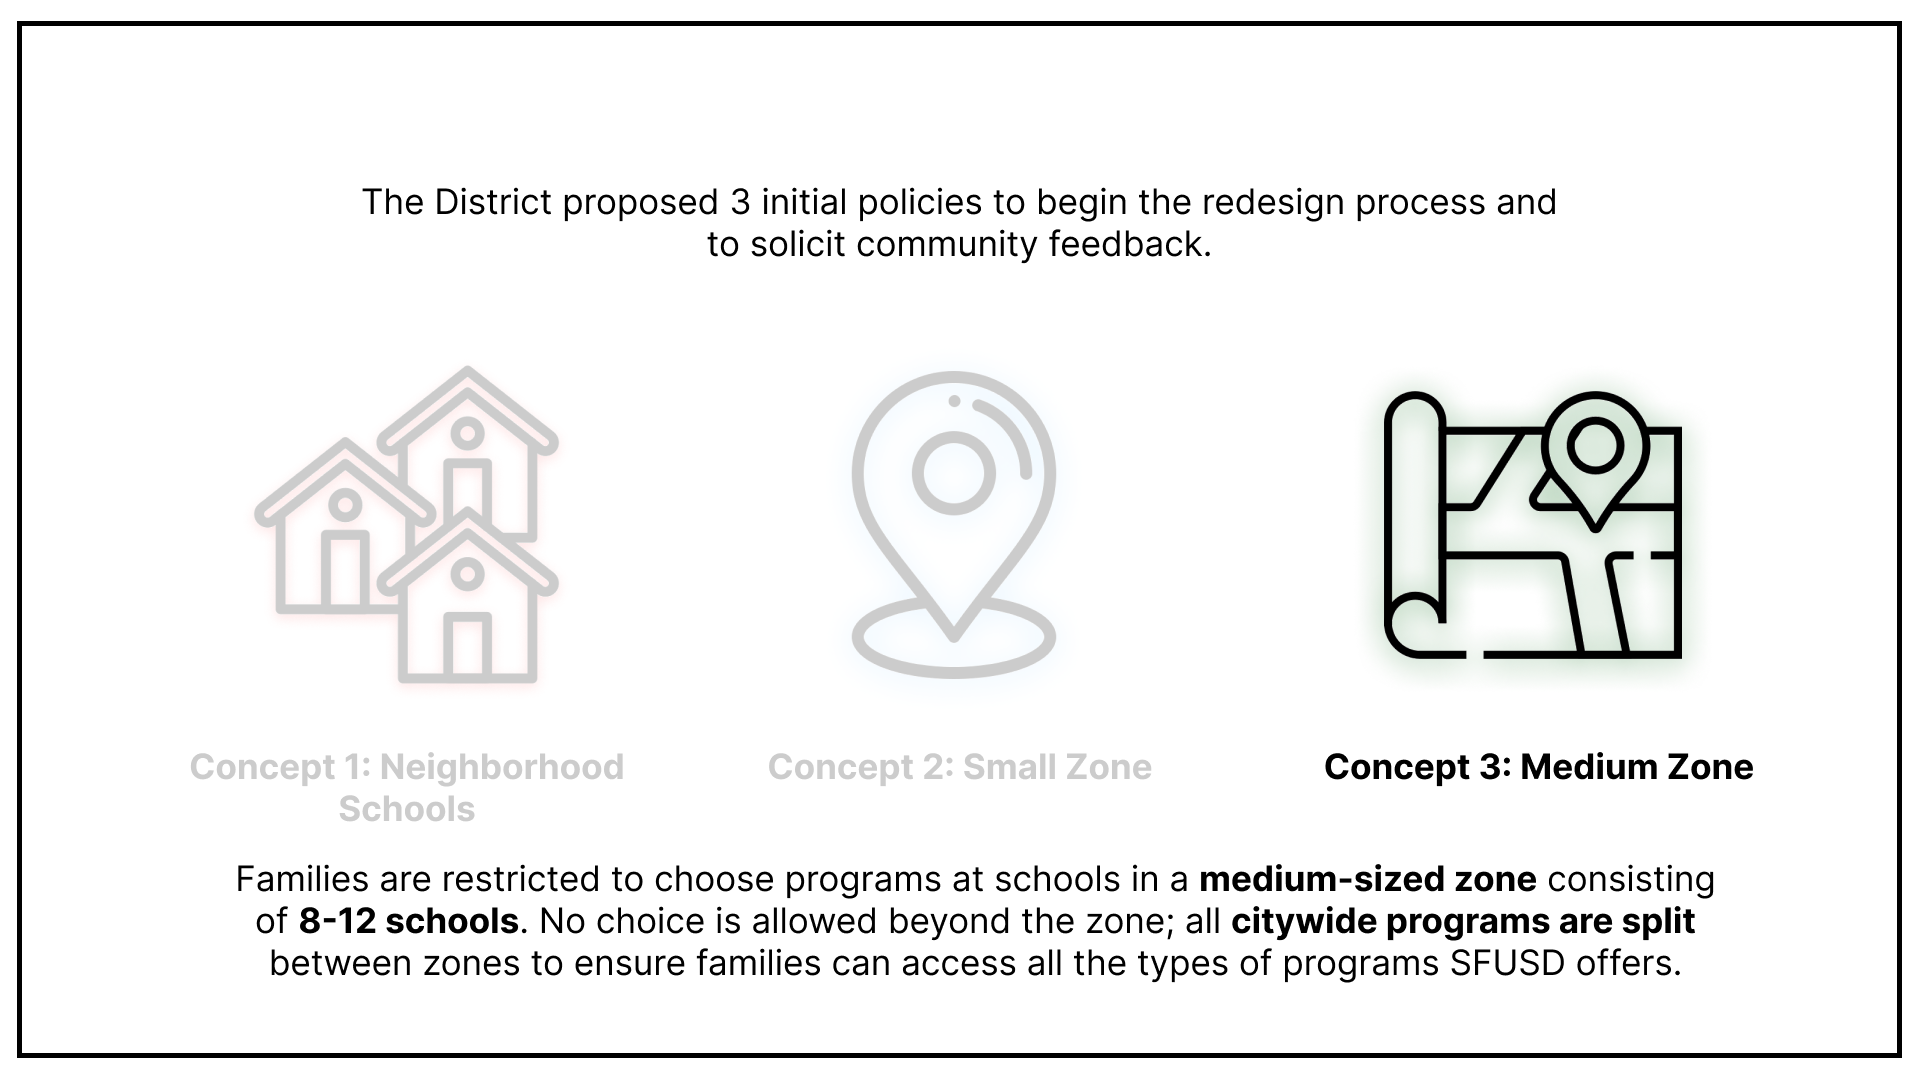 The District proposed 3 initial policies to begin the redesign process and
to solicit community feedback.
Concept 1: Neighborhood
Schools
Concept 2: Small Zone
Concept 3: Medium Zone
Families are restricted to choose programs at schools in a medium-sized zone consisting
of 8-12 schools. No choice is allowed beyond the zone; all citywide programs are split
between zones to ensure families can access all the types of programs SFUSD offers.